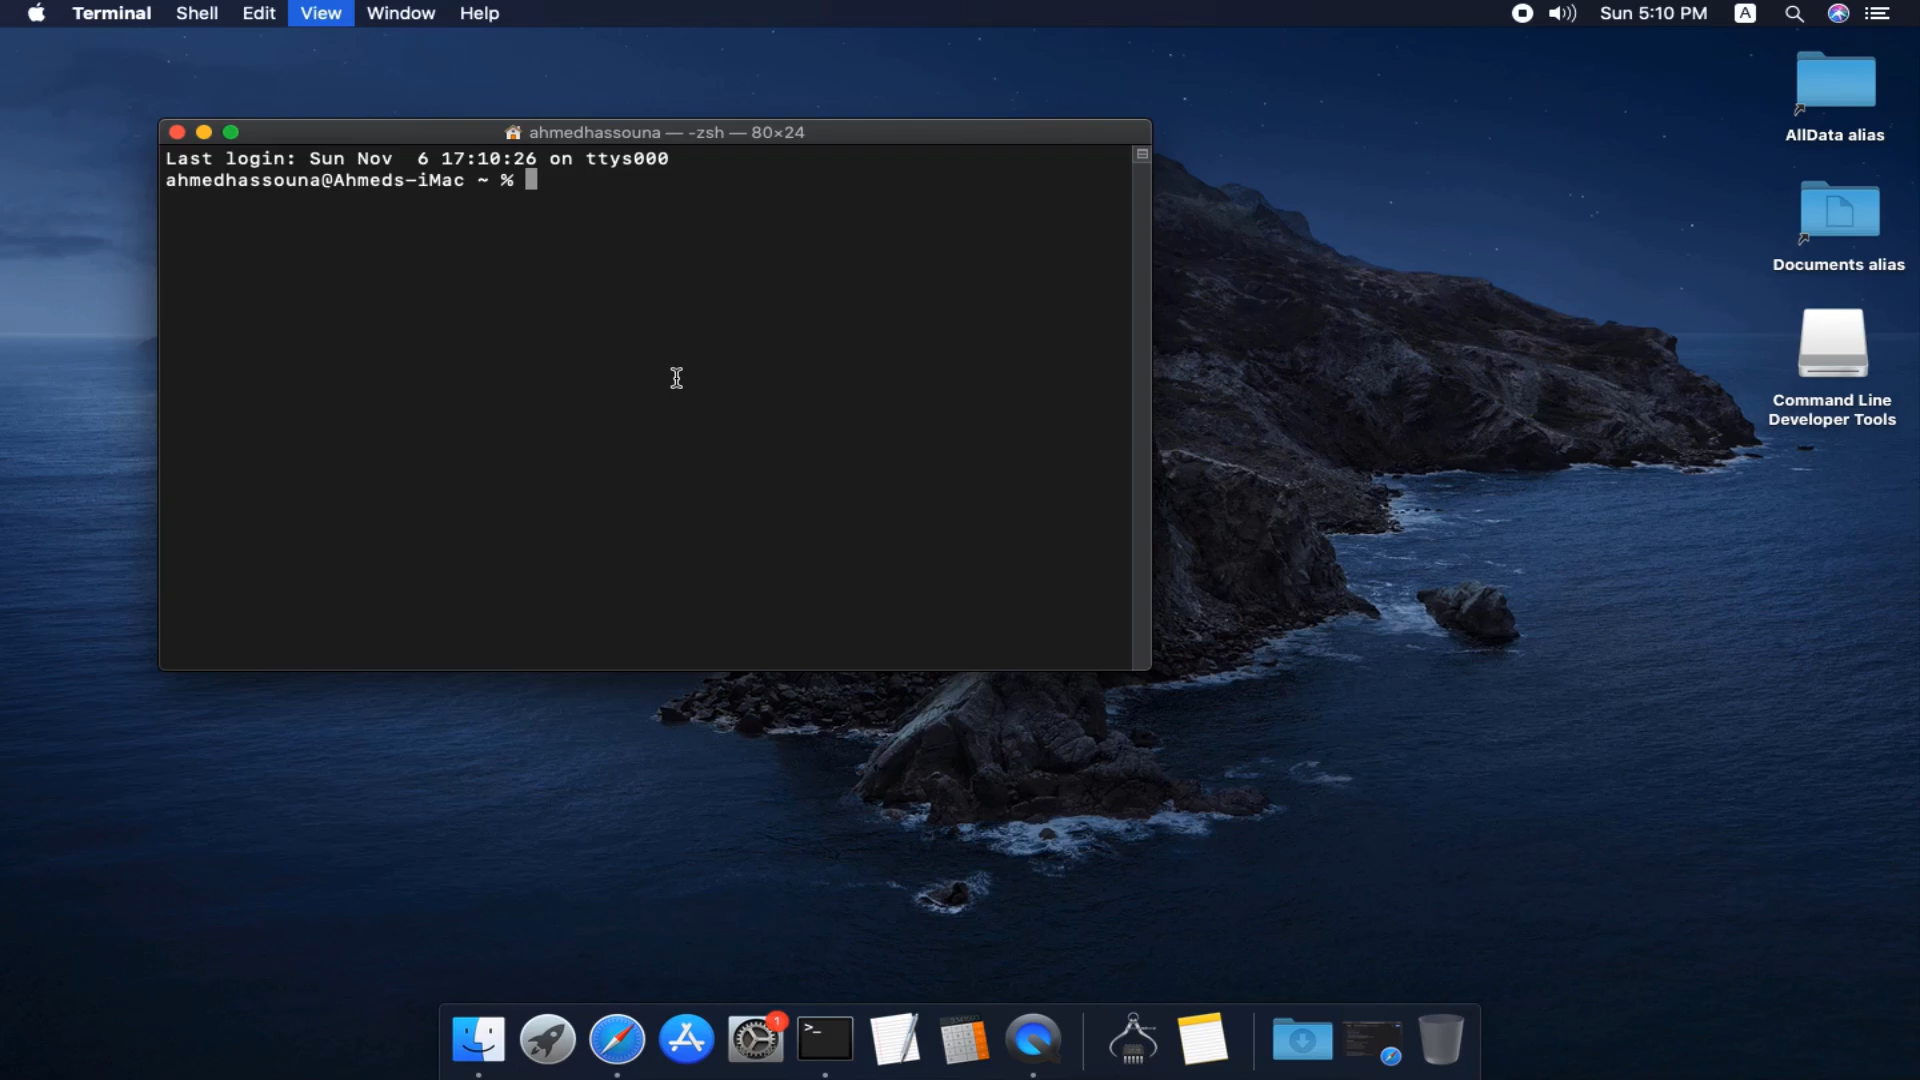 Terminal Shell Edit View Window Help Sun 5:10 PM A
AllData alias
ahmedhassouna — -zsh — 80×24
Last login: Sun Nov  6 17:10:26 on ttys000
ahmedhassouna@Ahmeds-iMac ~ %
Documents alias
Command Line
Developer Tools
1
>_